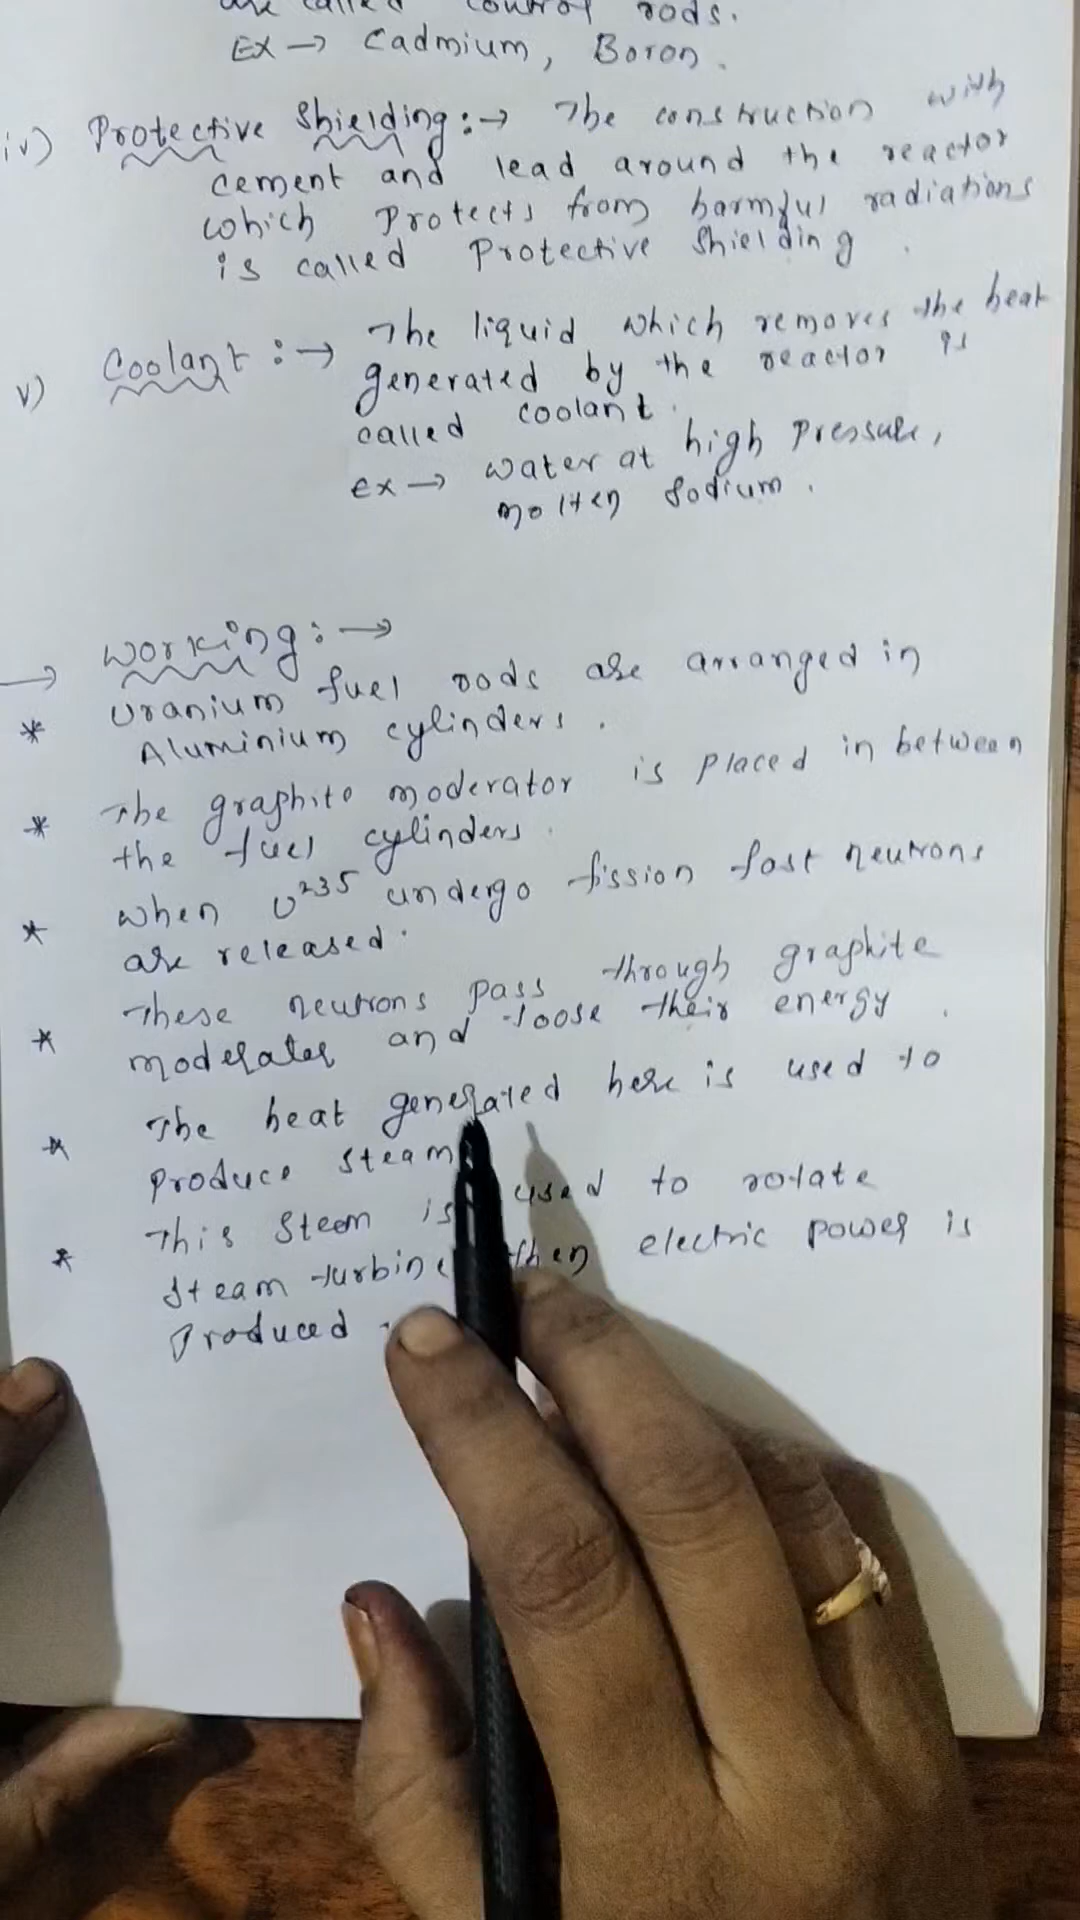 are called control rods.
Ex → Cadmium, Boron.
iv) Protective Shielding :→ The construction with
cement and lead around the reactor
which Protects from harmful radiations
is called Protective Shielding.
v) Coolant :→ The liquid which removes the heat
generated by the reactor is
called coolant.
ex → water at high Pressure,
molten Sodium.
→ Working :→
* Uranium fuel rods are arranged in
Aluminium cylinders.
* The graphite moderator is placed in between
the fuel cylinders.
* when U²³⁵ undergo fission fast neutrons
are released.
* These neutrons pass through graphite
moderater and loose their energy.
* The heat generated here is used to
Produce steam
* This Steem is used to rotate
Steam turbine then electric power is
Produced.